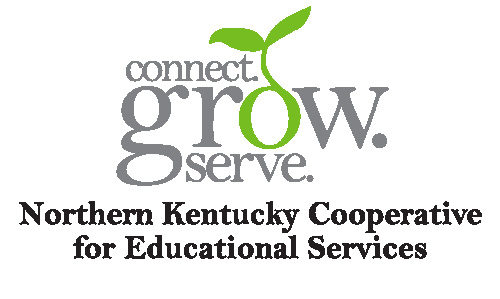 connect.
grow.
serve.
Northern Kentucky Cooperative
for Educational Services